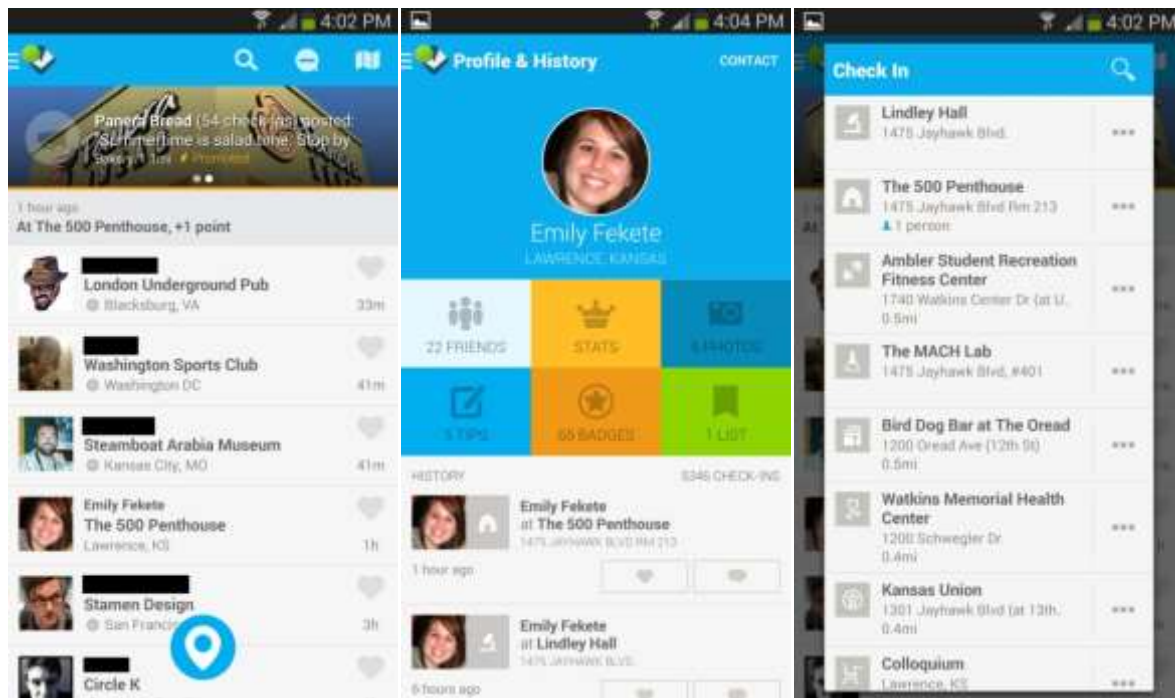 4:02 PM
Panera Bread (54 check-ins) posted:
"Summertime is salad time. Stop by
Bakery, 1.1mi Promoted
1 hour ago
At The 500 Penthouse, +1 point
London Underground Pub
@ Blacksburg, VA
33m
Washington Sports Club
@ Washington DC
41m
Steamboat Arabia Museum
@ Kansas City, MO
41m
Emily Fekete
The 500 Penthouse
Lawrence, KS
1h
Stamen Design
@ San Francis
3h
Circle K
4:04 PM
Profile & History
CONTACT
Emily Fekete
LAWRENCE, KANSAS
22 FRIENDS
STATS
PHOTOS
5 TIPS
BADGES
1 LIST
HISTORY
5346 CHECK-INS
Emily Fekete
at The 500 Penthouse
1475 JAYHAWK BLVD RM 213
1 hour ago
Emily Fekete
at Lindley Hall
1475 JAYHAWK BLVD.
6 hours ago
4:02 PM
Check In
Lindley Hall
1475 Jayhawk Blvd.
The 500 Penthouse
1475 Jayhawk Blvd Rm 213
1 person
Ambler Student Recreation
Fitness Center
1740 Watkins Center Dr (at U.
0.5mi
The MACH Lab
1475 Jayhawk Blvd, #401
Bird Dog Bar at The Oread
1200 Oread Ave (12th St)
0.5mi
Watkins Memorial Health
Center
1200 Schwegler Dr
0.4mi
Kansas Union
1301 Jayhawk Blvd (at 13th.
0.4mi
Colloquium
Lawrence, KS